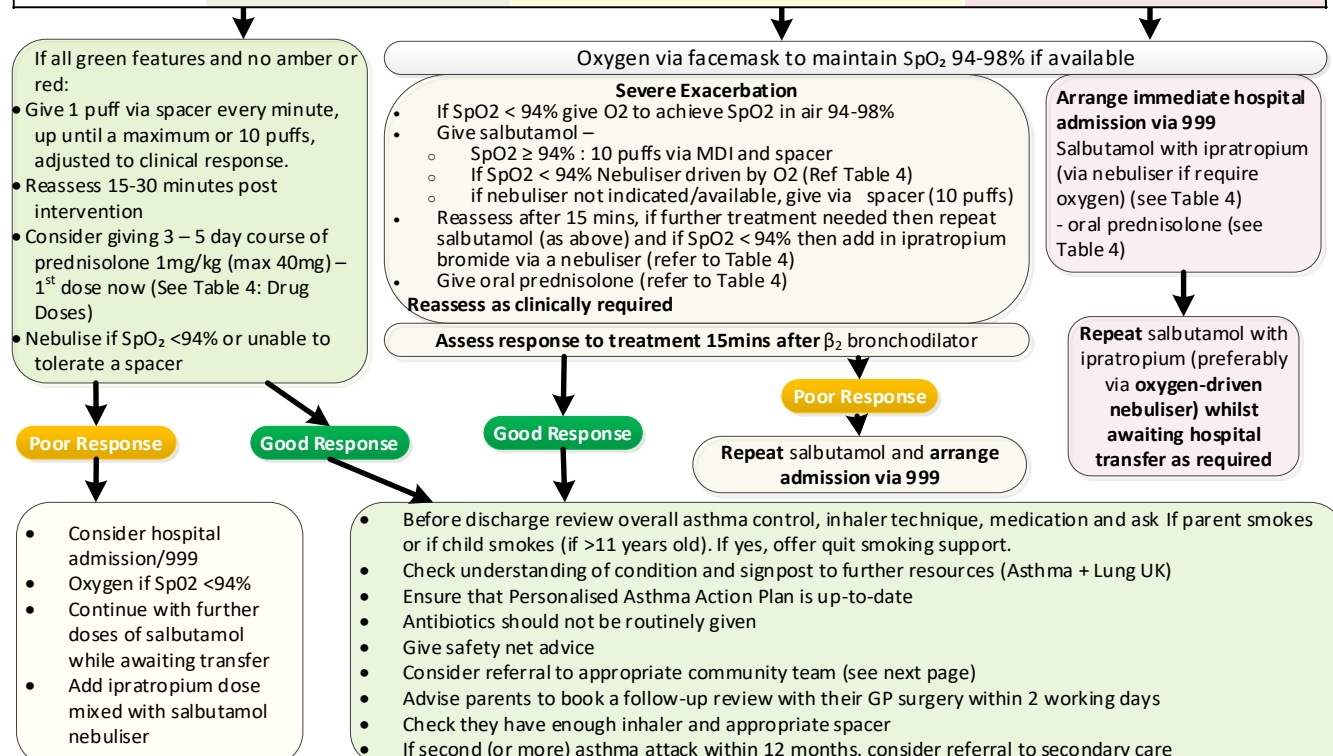 If all green features and no amber or
red:
• Give 1 puff via spacer every minute,
up until a maximum or 10 puffs,
adjusted to clinical response.
• Reassess 15-30 minutes post
intervention
• Consider giving 3 – 5 day course of
prednisolone 1mg/kg (max 40mg) –
1st dose now (See Table 4: Drug
Doses)
• Nebulise if SpO₂ <94% or unable to
tolerate a spacer
Oxygen via facemask to maintain SpO₂ 94-98% if available
Severe Exacerbation
• If SpO2 < 94% give O2 to achieve SpO2 in air 94-98%
• Give salbutamol –
o SpO2 ≥ 94% : 10 puffs via MDI and spacer
o If SpO2 < 94% Nebuliser driven by O2 (Ref Table 4)
o if nebuliser not indicated/available, give via spacer (10 puffs)
• Reassess after 15 mins, if further treatment needed then repeat
salbutamol (as above) and if SpO2 < 94% then add in ipratropium
bromide via a nebuliser (refer to Table 4)
• Give oral prednisolone (refer to Table 4)
Reassess as clinically required
Arrange immediate hospital
admission via 999
Salbutamol with ipratropium
(via nebuliser if require
oxygen) (see Table 4)
- oral prednisolone (see
Table 4)
Assess response to treatment 15mins after β₂ bronchodilator
Repeat salbutamol with
ipratropium (preferably
via oxygen-driven
nebuliser) whilst
awaiting hospital
transfer as required
Poor Response
Good Response
Good Response
Poor Response
Repeat salbutamol and arrange
admission via 999
• Consider hospital
admission/999
• Oxygen if Sp02 <94%
• Continue with further
doses of salbutamol
while awaiting transfer
• Add ipratropium dose
mixed with salbutamol
nebuliser
• Before discharge review overall asthma control, inhaler technique, medication and ask If parent smokes
or if child smokes (if >11 years old). If yes, offer quit smoking support.
• Check understanding of condition and signpost to further resources (Asthma + Lung UK)
• Ensure that Personalised Asthma Action Plan is up-to-date
• Antibiotics should not be routinely given
• Give safety net advice
• Consider referral to appropriate community team (see next page)
• Advise parents to book a follow-up review with their GP surgery within 2 working days
• Check they have enough inhaler and appropriate spacer
• If second (or more) asthma attack within 12 months, consider referral to secondary care